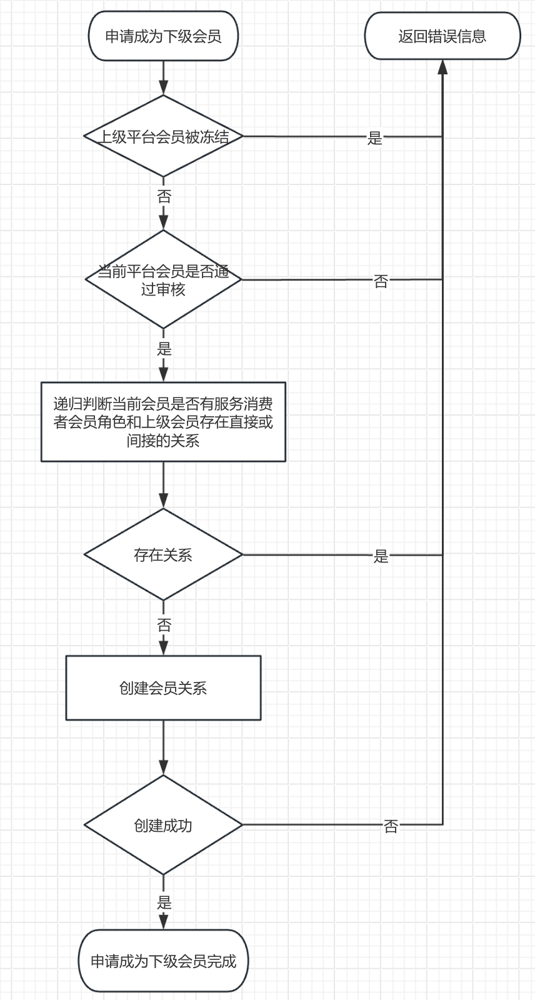 申请成为下级会员
返回错误信息
上级平台会员被冻结
是
否
当前平台会员是否通
过审核
否
是
递归判断当前会员是否有服务消费
者会员角色和上级会员存在直接或
间接的关系
存在关系
是
否
创建会员关系
创建成功
否
是
申请成为下级会员完成